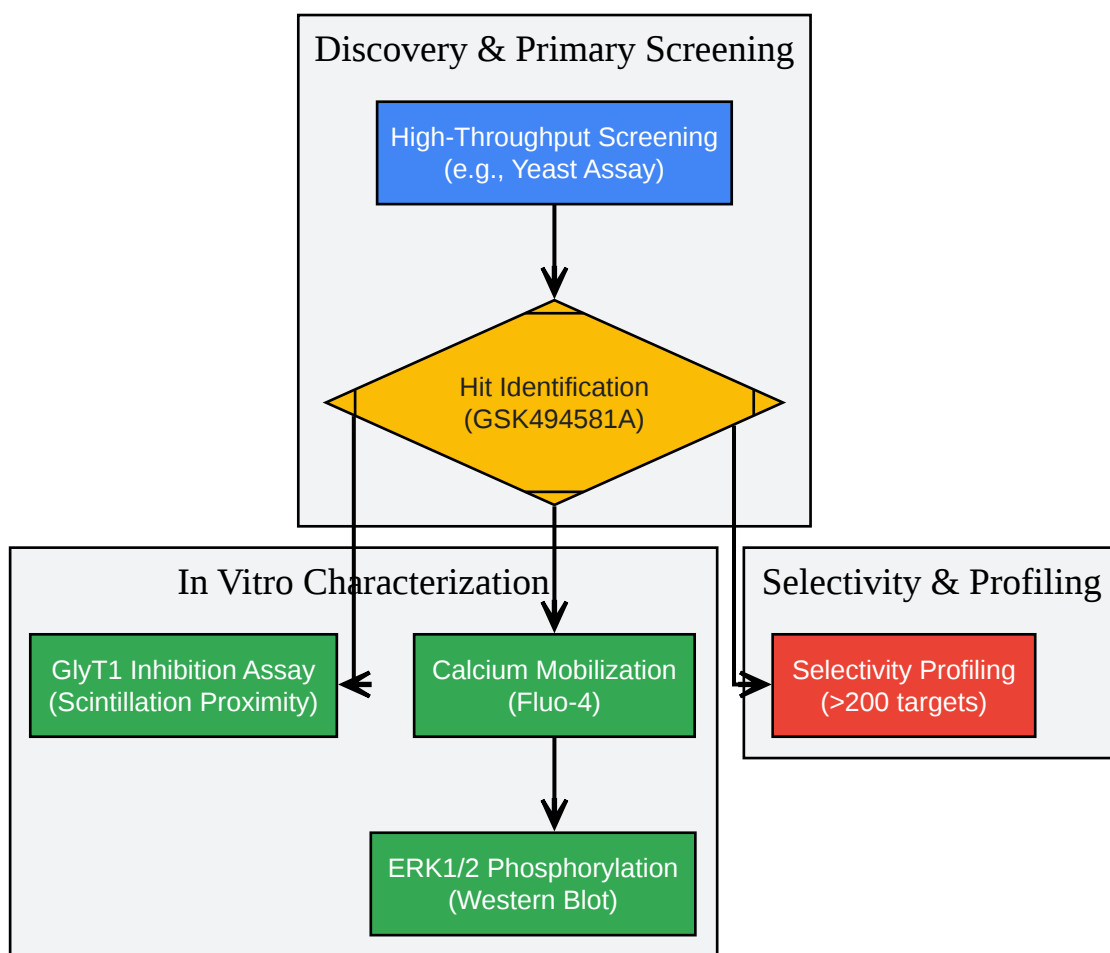 Discovery & Primary Screening
High-Throughput Screening
(e.g., Yeast Assay)
Hit Identification
(GSK494581A)
In Vitro Characterization
GlyT1 Inhibition Assay
(Scintillation Proximity)
Calcium Mobilization
(Fluo-4)
ERK1/2 Phosphorylation
(Western Blot)
Selectivity & Profiling
Selectivity Profiling
(>200 targets)